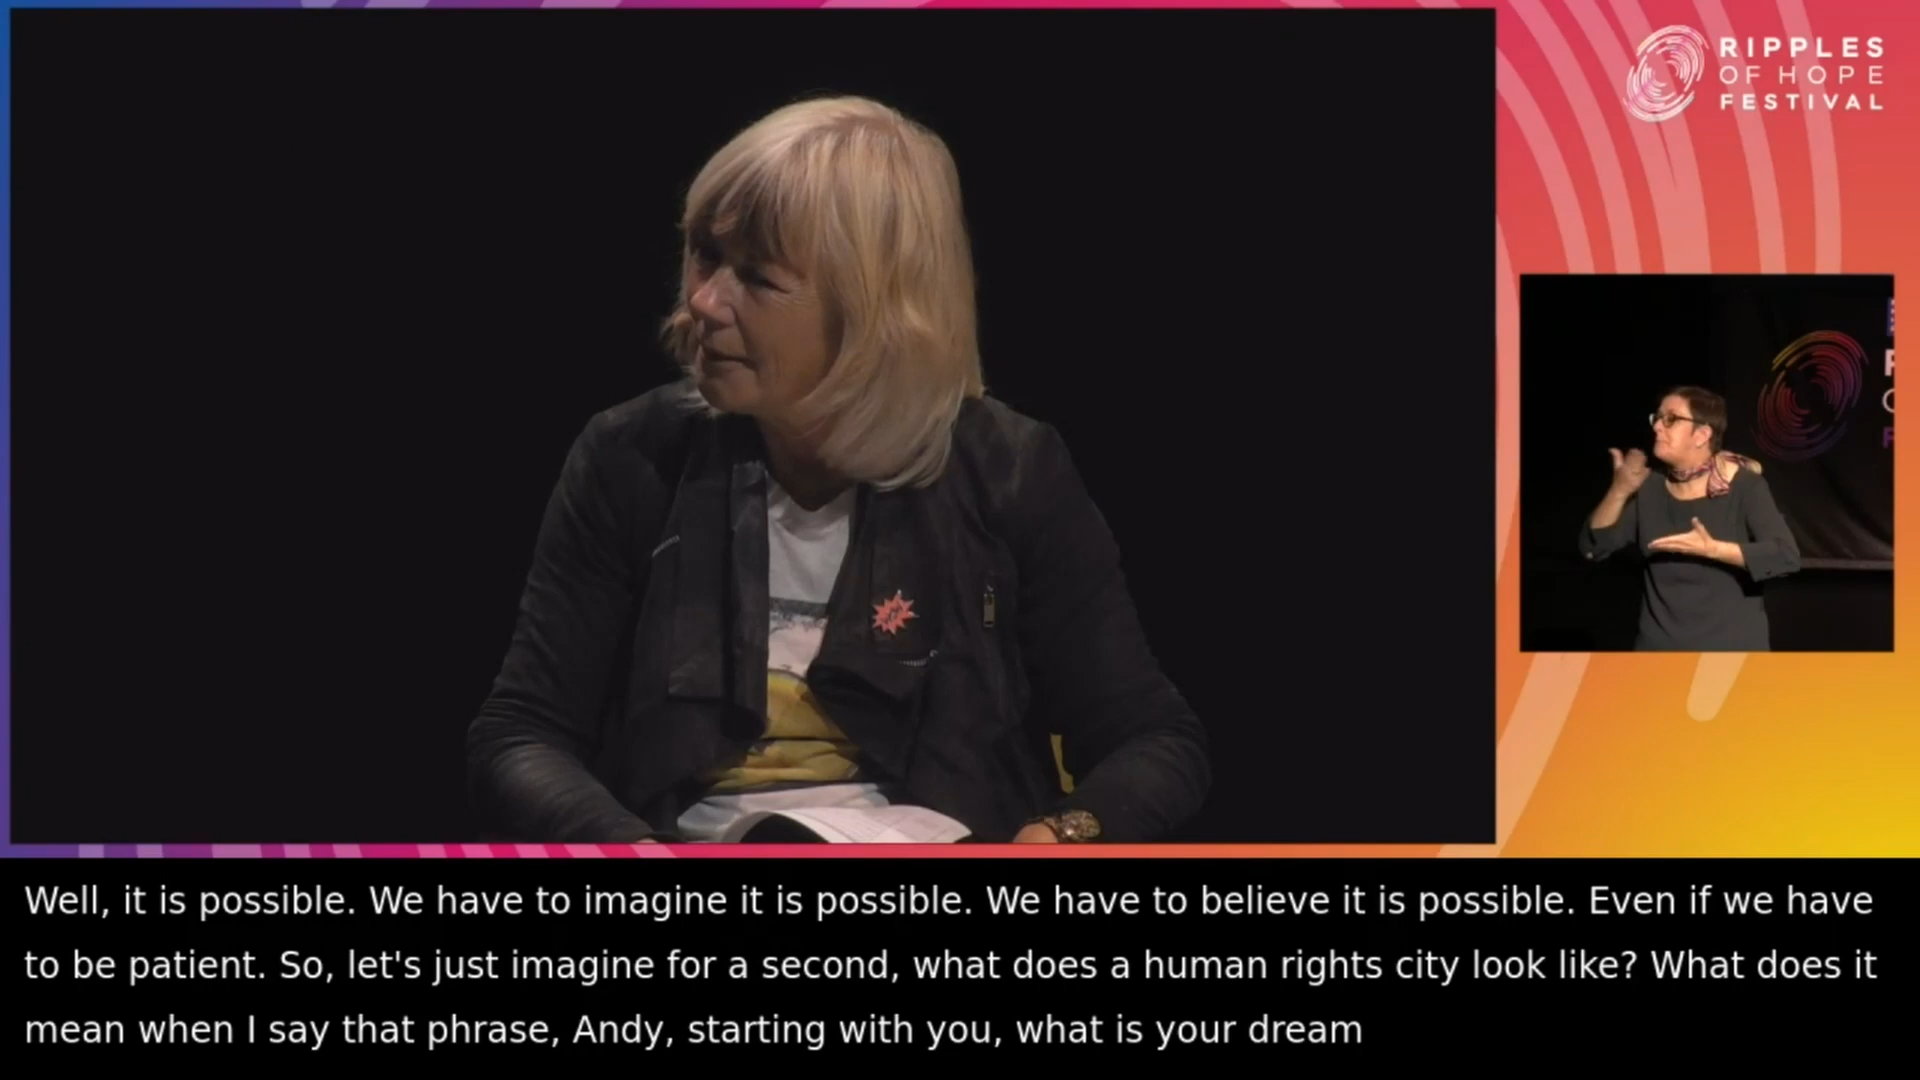 RIPPLES
OF HOPE
FESTIVAL
Well, it is possible. We have to imagine it is possible. We have to believe it is possible. Even if we have
to be patient. So, let's just imagine for a second, what does a human rights city look like? What does it
mean when I say that phrase, Andy, starting with you, what is your dream